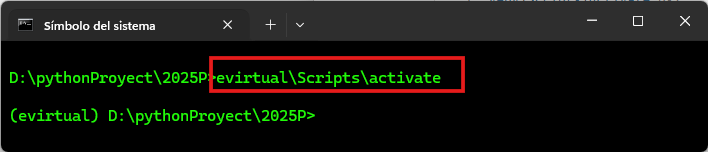 Símbolo del sistema
D:\pythonProyect\2025P>evirtual\Scripts\activate
(evirtual) D:\pythonProyect\2025P>